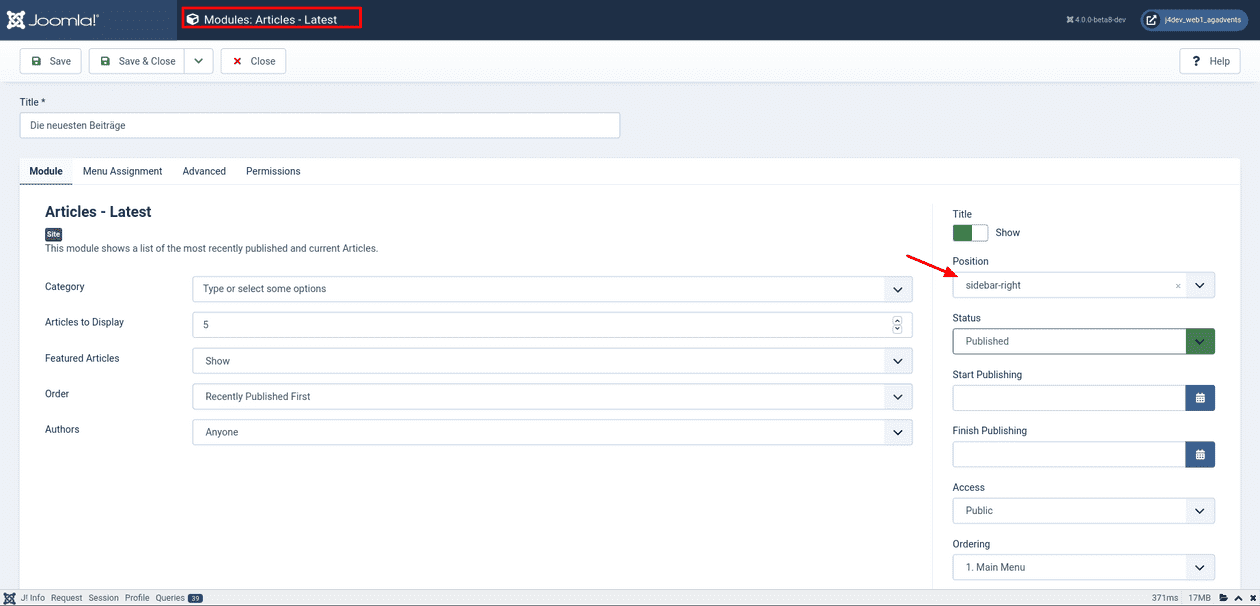 Joomla!® Modules: Articles - Latest 4.0.0-beta8-dev j4dev_web1_agadvents
Save Save & Close Close ? Help
Title *
Die neuesten Beiträge
Module Menu Assignment Advanced Permissions
Articles - Latest
Site
This module shows a list of the most recently published and current Articles.
Category Type or select some options
Articles to Display 5
Featured Articles Show
Order Recently Published First
Authors Anyone
Title
Show
Position
sidebar-right ×
Status
Published
Start Publishing
Finish Publishing
Access
Public
Ordering
1. Main Menu
J! Info Request Session Profile Queries 39 371ms 17MB